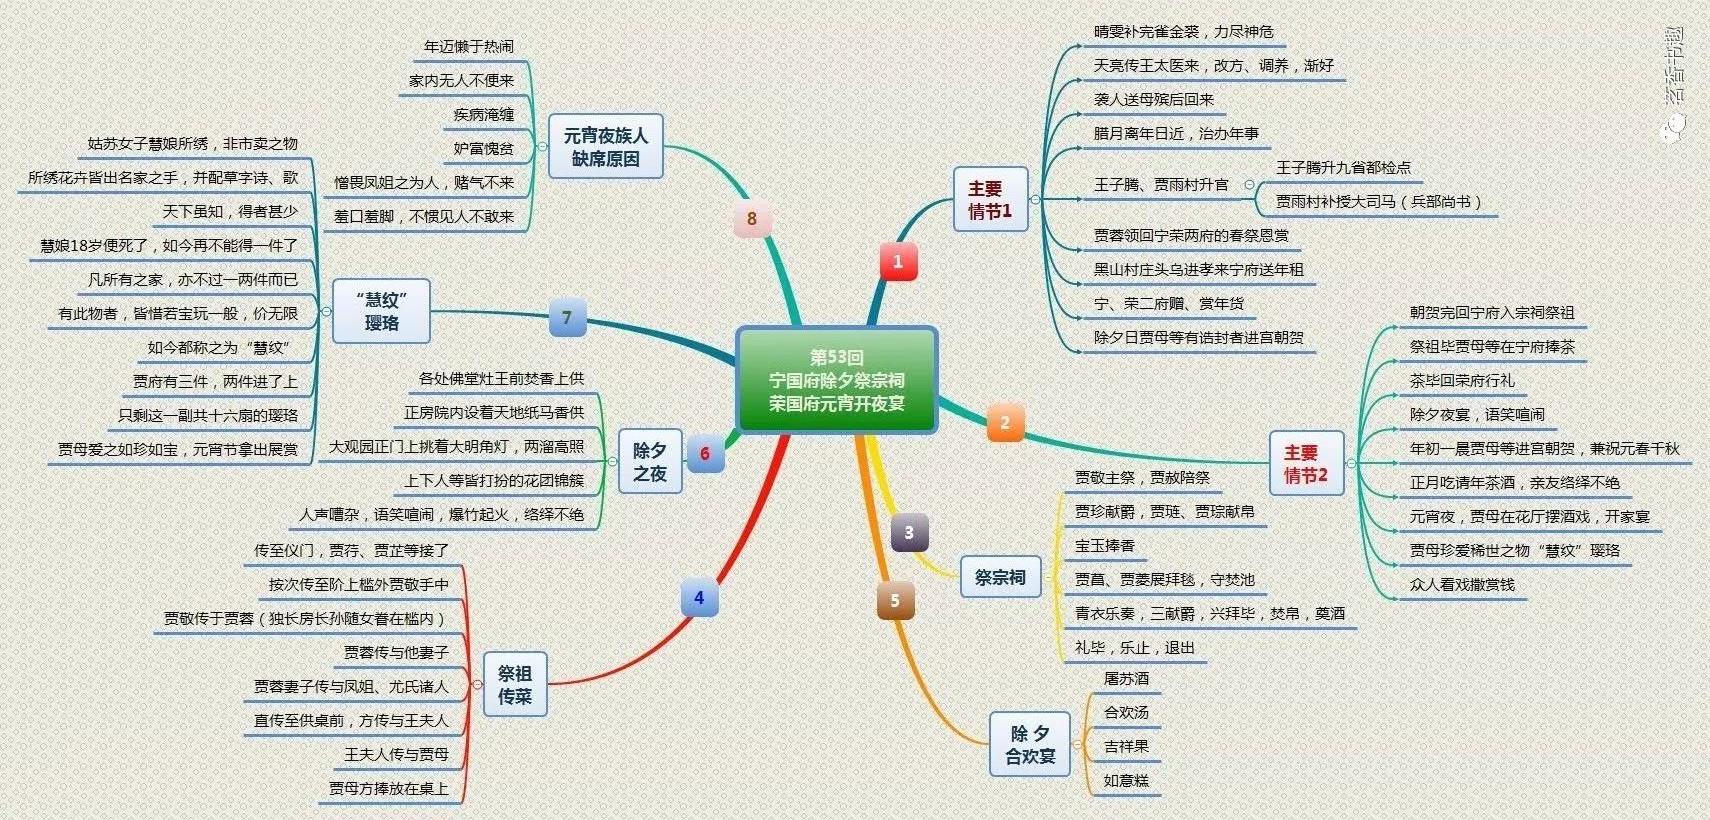 第53回
宁国府除夕祭宗祠
荣国府元宵开夜宴
1
主要
情节1
晴雯补完雀金裘，力尽神危
天亮传王太医来，改方、调养，渐好
袭人送母殡后回来
腊月离年日近，治办年事
王子腾、贾雨村升官
王子腾升九省都检点
贾雨村补授大司马（兵部尚书）
贾蓉领回宁荣两府的春祭恩赏
黑山村庄头乌进孝来宁府送年租
宁、荣二府赠、赏年货
除夕日贾母等有诰封者进宫朝贺
2
主要
情节2
朝贺完回宁府入宗祠祭祖
祭祖毕贾母等在宁府捧茶
茶毕回荣府行礼
除夕夜宴，语笑喧闹
年初一晨贾母等进宫朝贺，兼祝元春千秋
正月吃请年茶酒，亲友络绎不绝
元宵夜，贾母在花厅摆酒戏，开家宴
贾母珍爱稀世之物“慧纹”璎珞
众人看戏撒赏钱
3
祭宗祠
贾敬主祭，贾赦陪祭
贾珍献爵，贾琏、贾琮献帛
宝玉捧香
贾菖、贾菱展拜毯，守焚池
青衣乐奏，三献爵，兴拜毕，焚帛，奠酒
礼毕，乐止，退出
4
祭祖
传菜
传至仪门，贾荇、贾芷等接了
按次传至阶上槛外贾敬手中
贾敬传于贾蓉（独长房长孙随女眷在槛内）
贾蓉传与他妻子
贾蓉妻子传与凤姐、尤氏诸人
直传至供桌前，方传与王夫人
王夫人传与贾母
贾母方捧放在桌上
5
除 夕
合欢宴
屠苏酒
合欢汤
吉祥果
如意糕
6
除夕
之夜
各处佛堂灶王前焚香上供
正房院内设着天地纸马香供
大观园正门上挑着大明角灯，两溜高照
上下人等皆打扮的花团锦簇
人声嘈杂，语笑喧闹，爆竹起火，络绎不绝
7
“慧纹”
璎珞
姑苏女子慧娘所绣，非市卖之物
所绣花卉皆出名家之手，并配草字诗、歌
天下虽知，得者甚少
慧娘18岁便死了，如今再不能得一件了
凡所有之家，亦不过一两件而已
有此物者，皆惜若宝玩一般，价无限
如今都称之为“慧纹”
贾府有三件，两件进了上
只剩这一副共十六扇的璎珞
贾母爱之如珍如宝，元宵节拿出展赏
8
元宵夜族人
缺席原因
年迈懒于热闹
家内无人不便来
疾病淹缠
妒富愧贫
憎畏凤姐之为人，赌气不来
羞口羞脚，不惯见人不敢来
茗香书趣